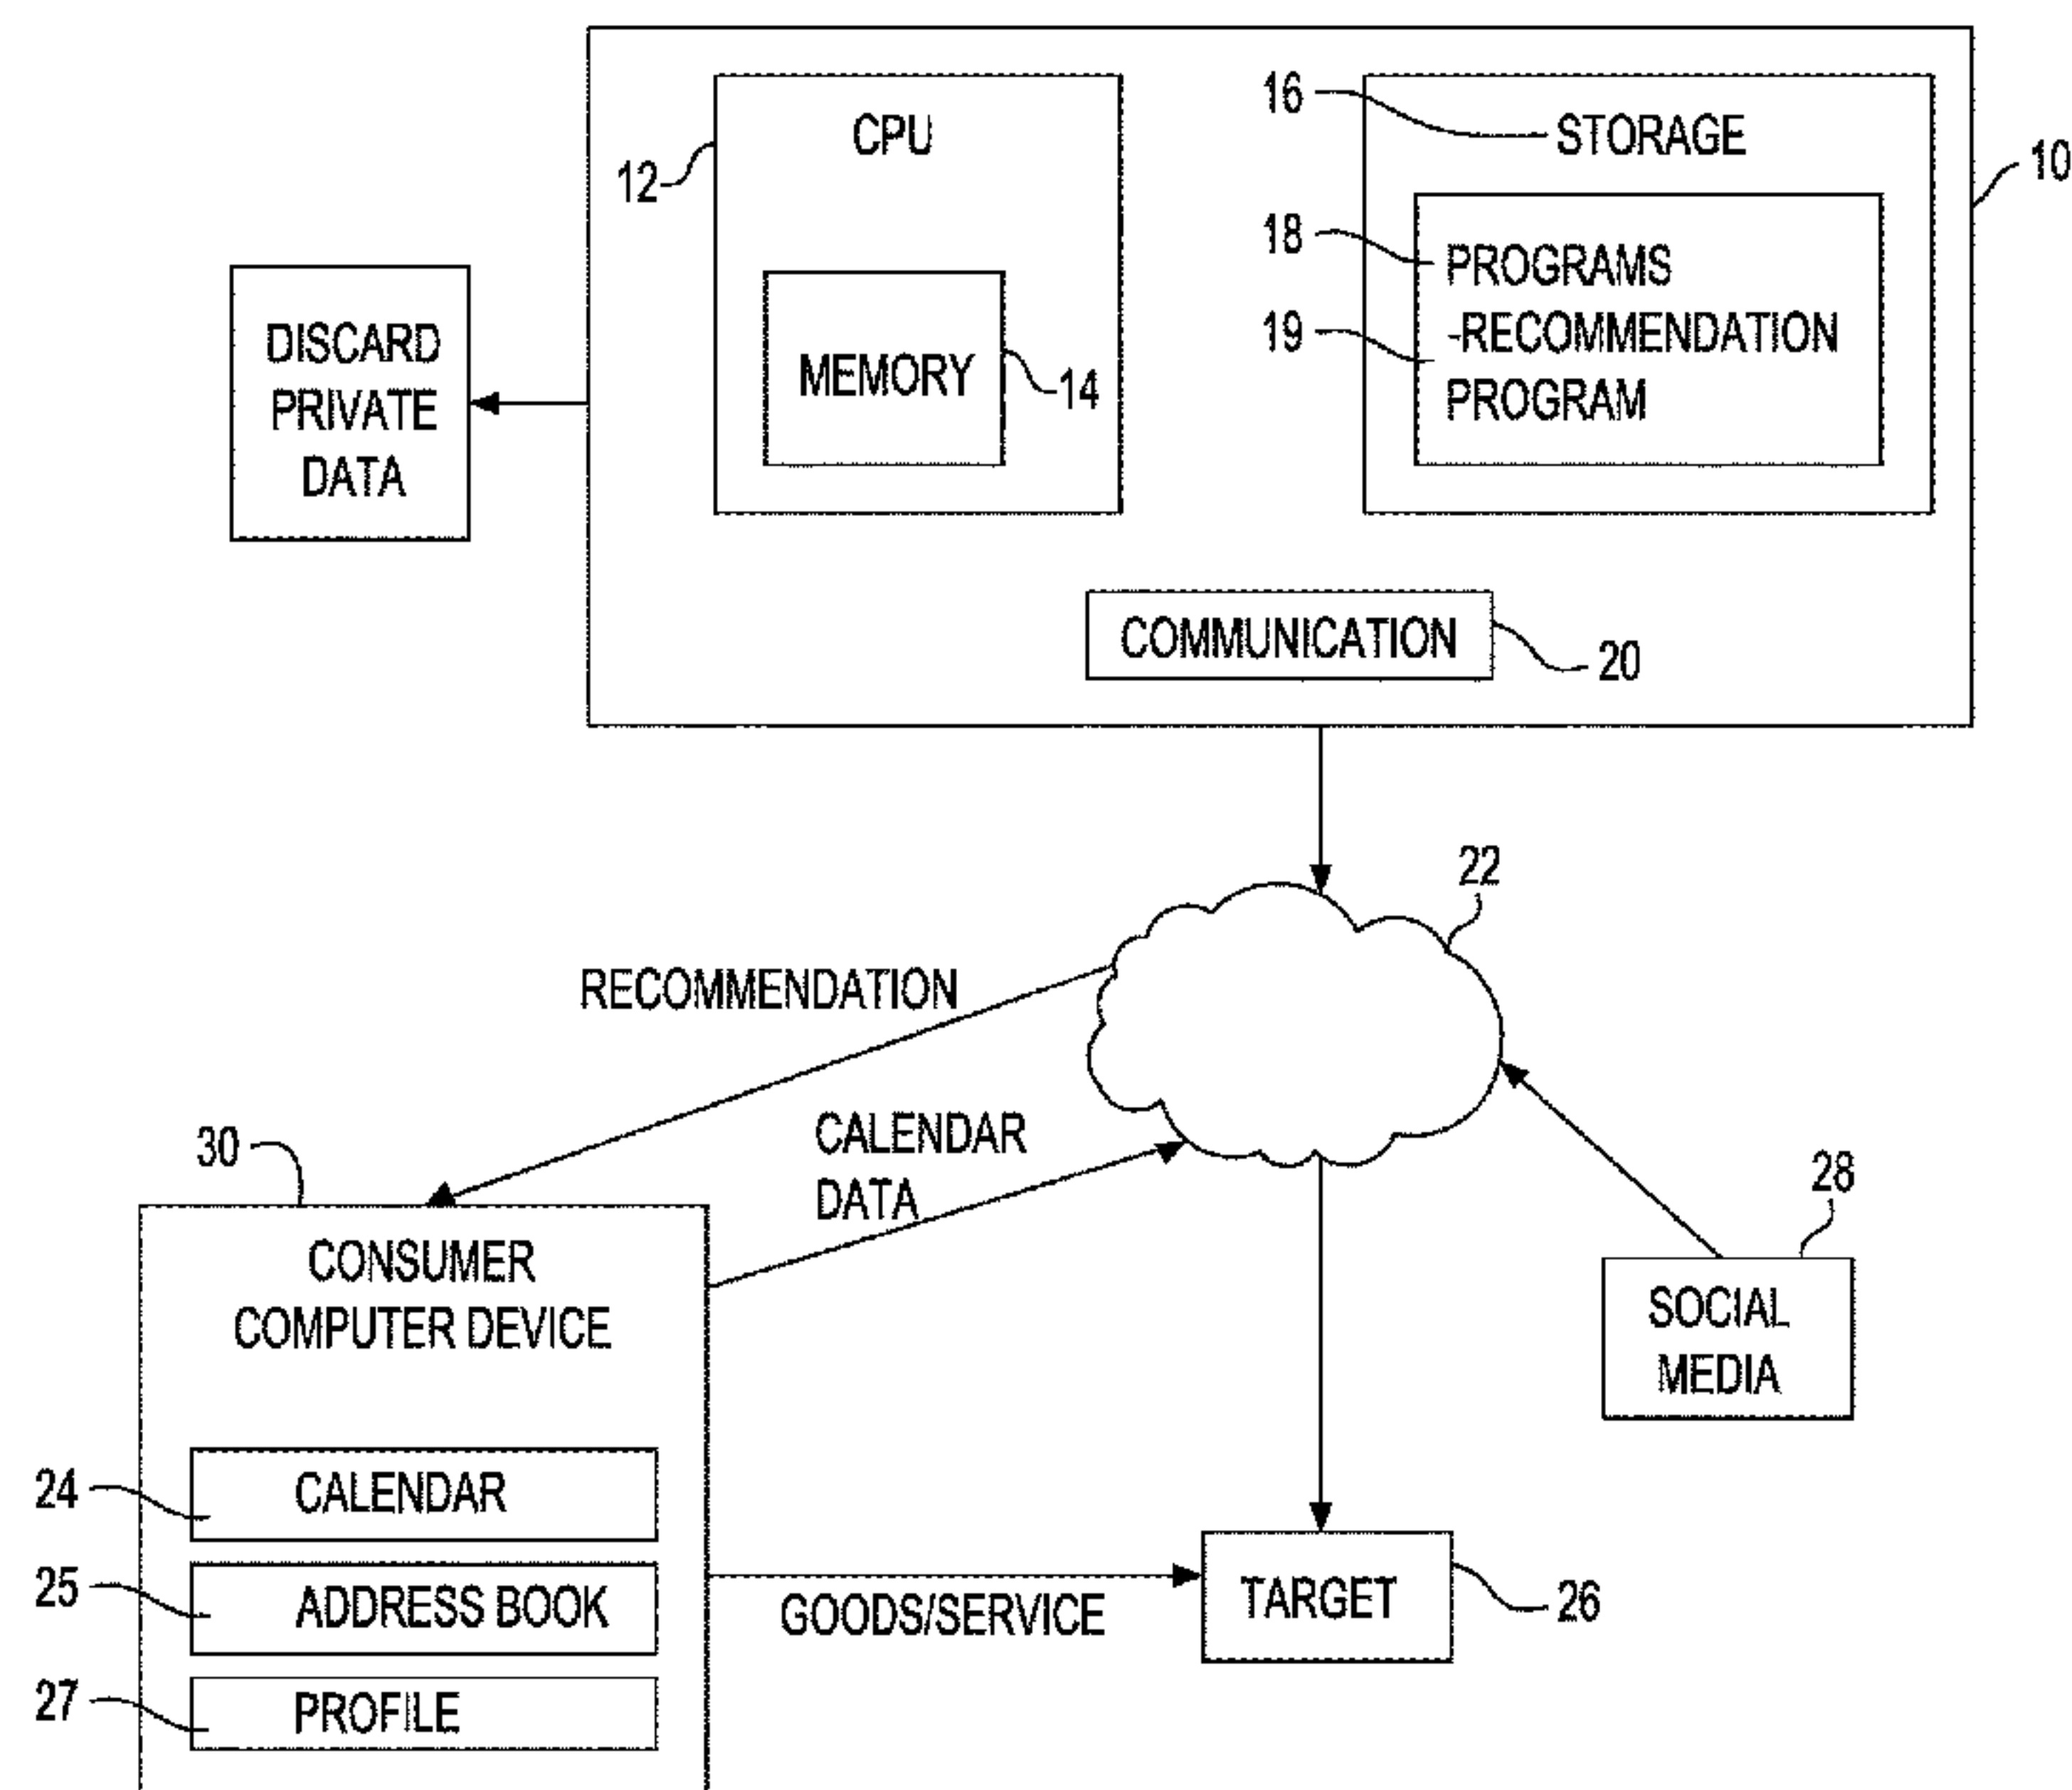 CPU
16
STORAGE
10
12
18
PROGRAMS
19
-RECOMMENDATION
PROGRAM
DISCARD
PRIVATE
DATA
MEMORY
14
COMMUNICATION
20
22
RECOMMENDATION
CALENDAR
DATA
30
28
CONSUMER
COMPUTER DEVICE
SOCIAL
MEDIA
24
CALENDAR
25
ADDRESS BOOK
27
PROFILE
GOODS/SERVICE
TARGET
26